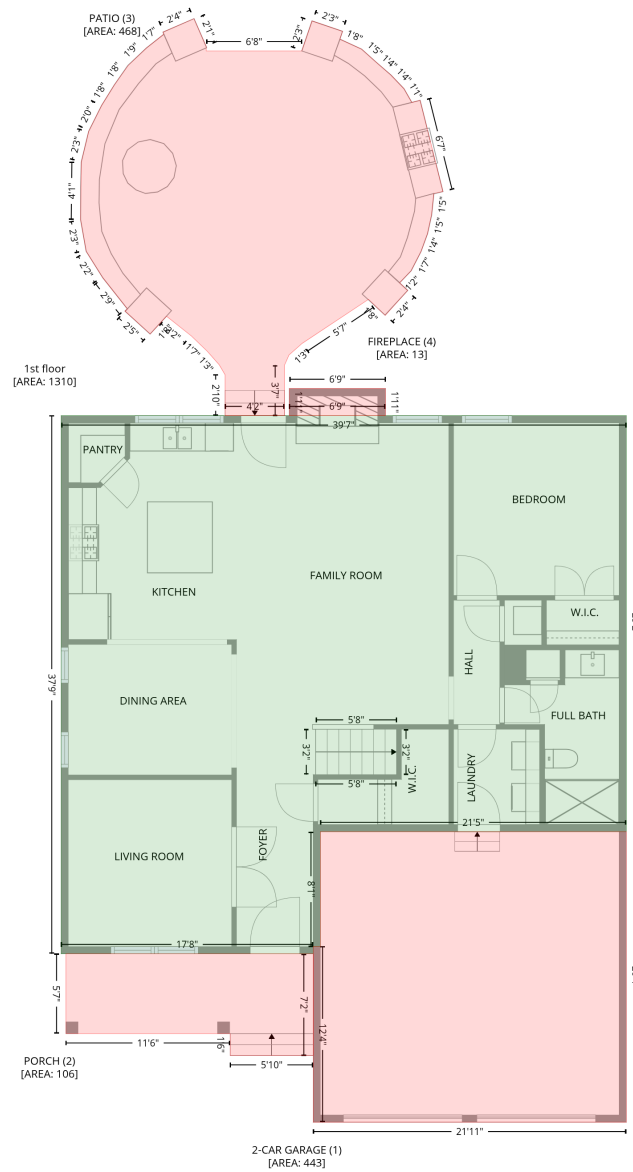 PATIO (3)
[AREA: 468]
2'4"
2'1"
6'8"
2'3"
2'3"
1'8"
1'5"
1'4"
1'4"
1'1"
6'7"
1'7"
1'9"
1'8"
1'8"
2'0"
2'3"
4'1"
2'3"
2'2"
2'9"
2'5"
1'7"
1'3"
2'10"
1'5"
1'5"
1'4"
1'7"
1'2"
2'4"
5'7"
1'3"
3'7"
4'2"
FIREPLACE (4)
[AREA: 13]
6'9"
6'9"
1'11"
1st floor
[AREA: 1310]
39'7"
PANTRY
BEDROOM
KITCHEN
FAMILY ROOM
W.I.C.
HALL
37'9"
DINING AREA
FULL BATH
5'8"
3'2"
3'2"
5'8"
W.I.C.
LAUNDRY
21'5"
LIVING ROOM
FOYER
8'1"
17'8"
5'7"
7'2"
12'4"
11'6"
1'6"
5'10"
PORCH (2)
[AREA: 106]
21'11"
2-CAR GARAGE (1)
[AREA: 443]